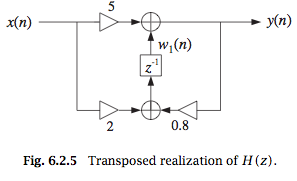 5
x(n)
y(n)
w₁(n)
z⁻¹
2
0.8
Fig. 6.2.5 Transposed realization of H(z).